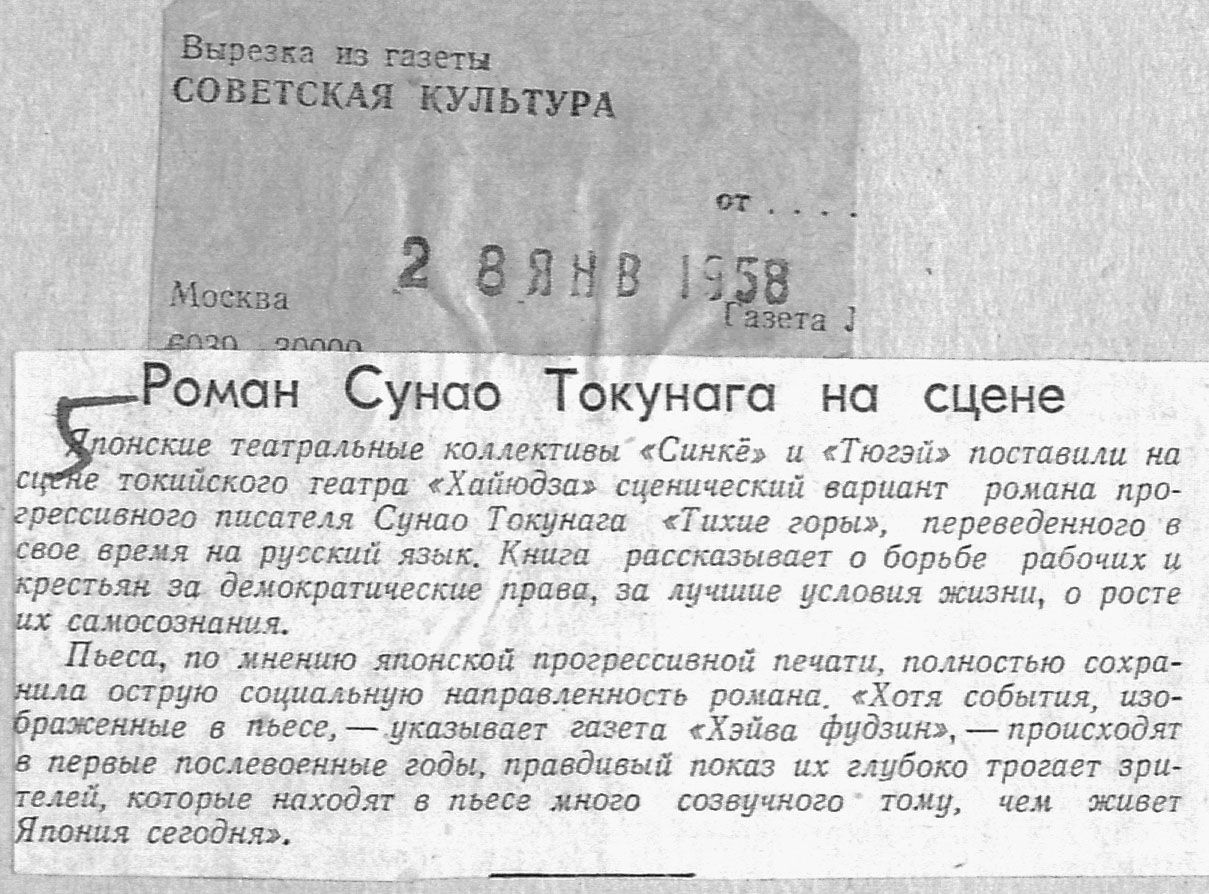 Вырезка из газеты
СОВЕТСКАЯ КУЛЬТУРА
от . . . .
2 8 ЯНВ 1958
Москва
Газета
Роман Сунао Токунага на сцене
Японские театральные коллективы «Синкё» и «Тюгэй» поставили на
сцене токийского театра «Хайюдза» сценический вариант романа про-
грессивного писателя Сунао Токунага «Тихие горы», переведенного в
свое время на русский язык. Книга рассказывает о борьбе рабочих и
крестьян за демократические права, за лучшие условия жизни, о росте
их самосознания.
Пьеса, по мнению японской прогрессивной печати, полностью сохра-
нила острую социальную направленность романа. «Хотя события, изо-
браженные в пьесе, — указывает газета «Хэйва фудзин», — происходят
в первые послевоенные годы, правдивый показ их глубоко трогает зри-
телей, которые находят в пьесе много созвучного тому, чем живет
Япония сегодня».